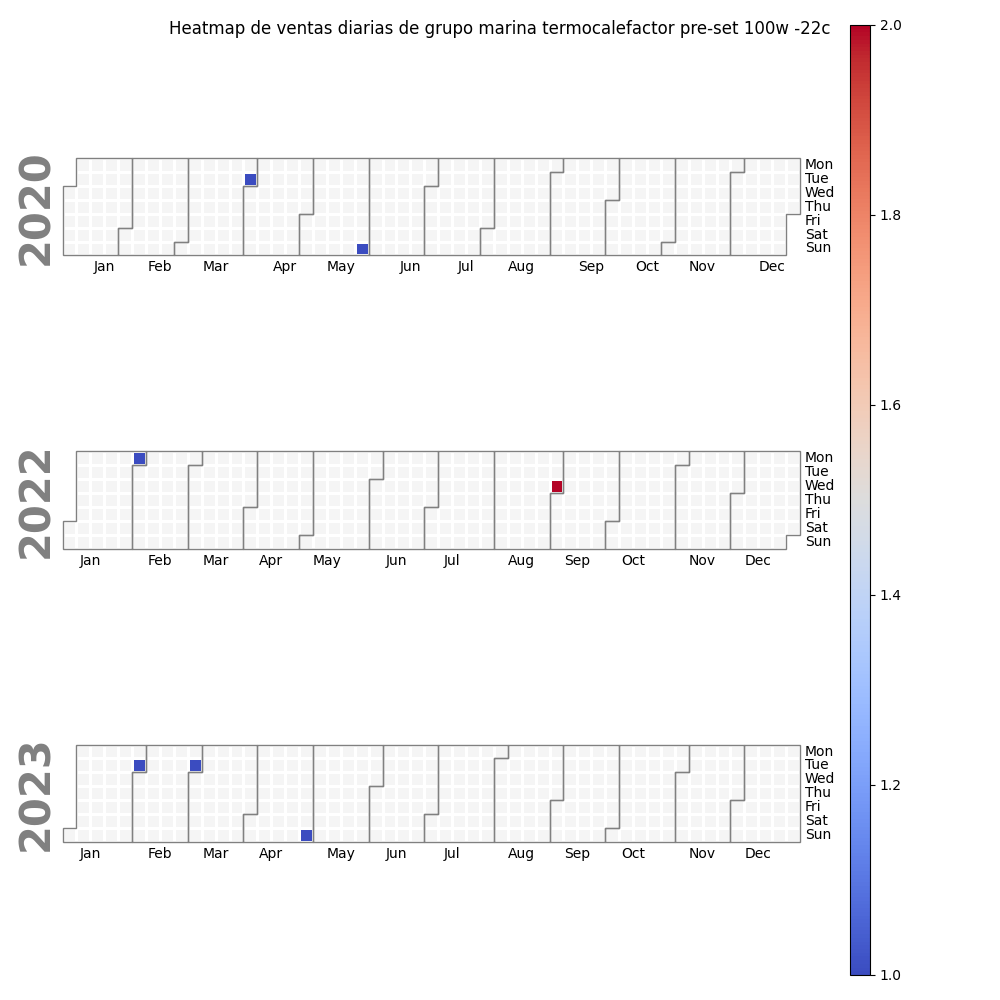 Heatmap de ventas diarias de grupo marina termocalefactor pre-set 100w -22c
2020
Mon
Tue
Wed
Thu
Fri
Sat
Sun
Jan Feb Mar Apr May Jun Jul Aug Sep Oct Nov Dec
2022
Mon
Tue
Wed
Thu
Fri
Sat
Sun
Jan Feb Mar Apr May Jun Jul Aug Sep Oct Nov Dec
2023
Mon
Tue
Wed
Thu
Fri
Sat
Sun
Jan Feb Mar Apr May Jun Jul Aug Sep Oct Nov Dec
2.0
1.8
1.6
1.4
1.2
1.0